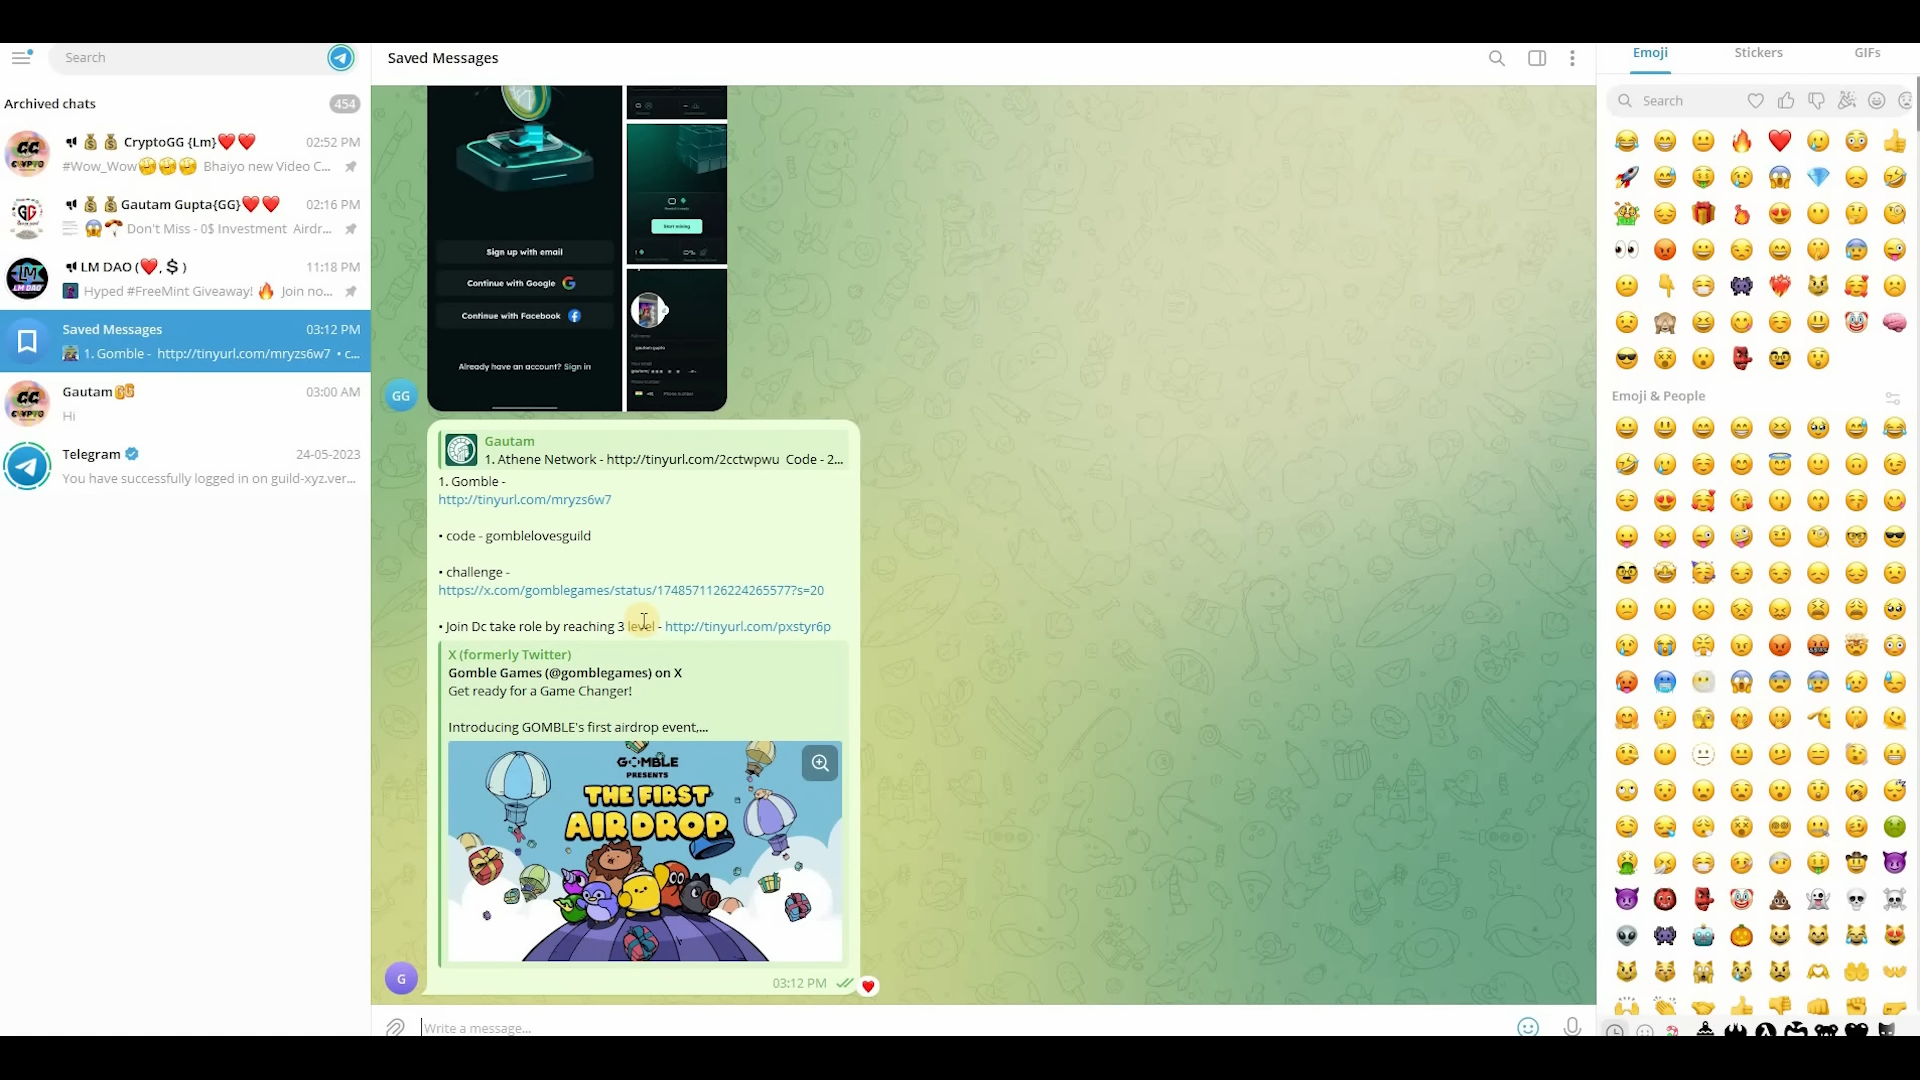 Search
Archived chats
454
CryptoGG {Lm}
02:52 PM
#Wow_Wow Bhaiyo new Video C...
Gautam Gupta{GG}
02:16 PM
Don't Miss - 0$ Investment Airdr...
LM DAO (❤️, $ )
11:18 PM
Hyped #FreeMint Giveaway! 🔥 Join no...
Saved Messages
03:12 PM
1. Gomble - http://tinyurl.com/mryzs6w7 • c...
Gautam
03:00 AM
Hi
Telegram
24-05-2023
You have successfully logged in on guild-xyz.ver...
Saved Messages
Sign up with email
Continue with Google
Continue with Facebook
Already have an account? Sign in
Start mining
GG
Gautam
1. Athene Network - http://tinyurl.com/2cctwpwu Code - 2...
1. Gomble -
http://tinyurl.com/mryzs6w7
• code - gomblelovesguild
• challenge -
https://x.com/gomblegames/status/1748571126224265577?s=20
• Join Dc take role by reaching 3 level - http://tinyurl.com/pxstyr6p
X (formerly Twitter)
Gomble Games (@gomblegames) on X
Get ready for a Game Changer!
Introducing GOMBLE's first airdrop event,...
GOMBLE
PRESENTS
THE FIRST
AIRDROP
03:12 PM
G
Write a message...
Emoji
Stickers
GIFs
Search
Emoji & People